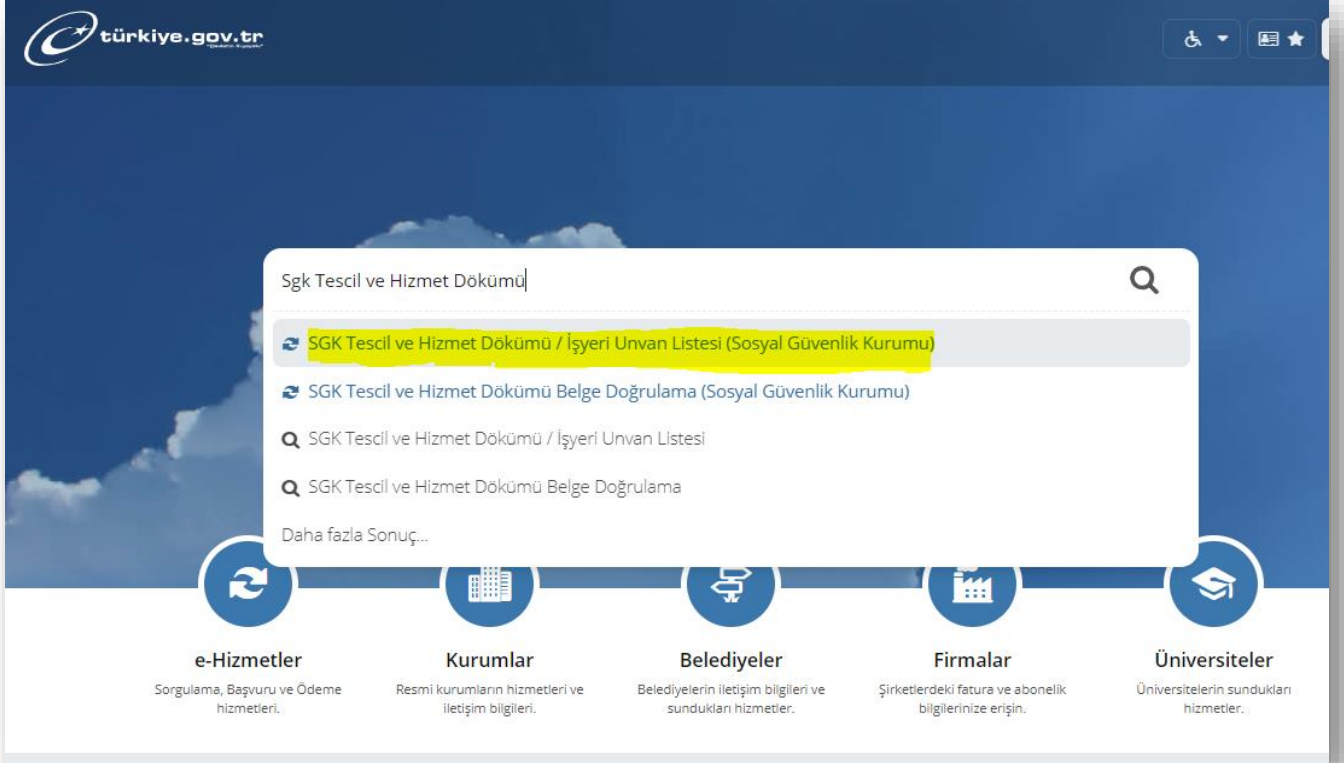 türkiye.gov.tr
Sgk Tescil ve Hizmet Dökümü
SGK Tescil ve Hizmet Dökümü / İşyeri Unvan Listesi (Sosyal Güvenlik Kurumu)
SGK Tescil ve Hizmet Dökümü Belge Doğrulama (Sosyal Güvenlik Kurumu)
SGK Tescil ve Hizmet Dökümü / İşyeri Unvan Listesi
SGK Tescil ve Hizmet Dökümü Belge Doğrulama
Daha fazla Sonuç...
e-Hizmetler
Sorgulama, Başvuru ve Ödeme
hizmetleri.
Kurumlar
Resmi kurumların hizmetleri ve
iletişim bilgileri.
Belediyeler
Belediyelerin iletişim bilgileri ve
sundukları hizmetler.
Firmalar
Şirketlerdeki fatura ve abonelik
bilgilerinize erişin.
Üniversiteler
Üniversitelerin sundukları
hizmetler.